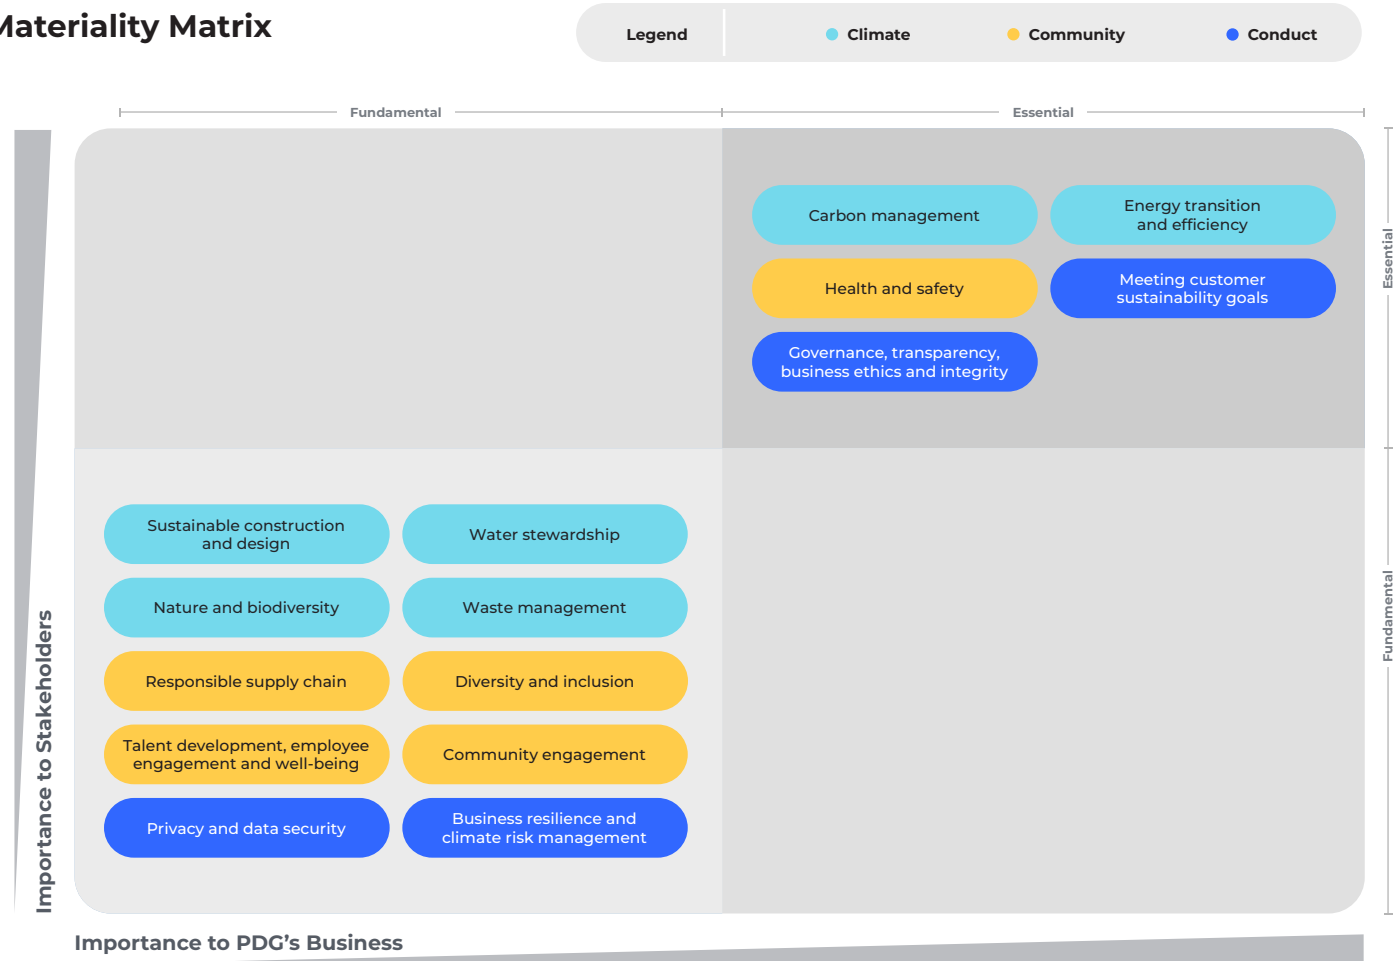 Materiality Matrix
Legend
Climate
Community
Conduct
Fundamental
Essential
Carbon management
Energy transition
and efficiency
Health and safety
Meeting customer
sustainability goals
Governance, transparency,
business ethics and integrity
Essential
Sustainable construction
and design
Water stewardship
Nature and biodiversity
Waste management
Responsible supply chain
Diversity and inclusion
Talent development, employee
engagement and well-being
Community engagement
Privacy and data security
Business resilience and
climate risk management
Fundamental
Importance to Stakeholders
Importance to PDG's Business